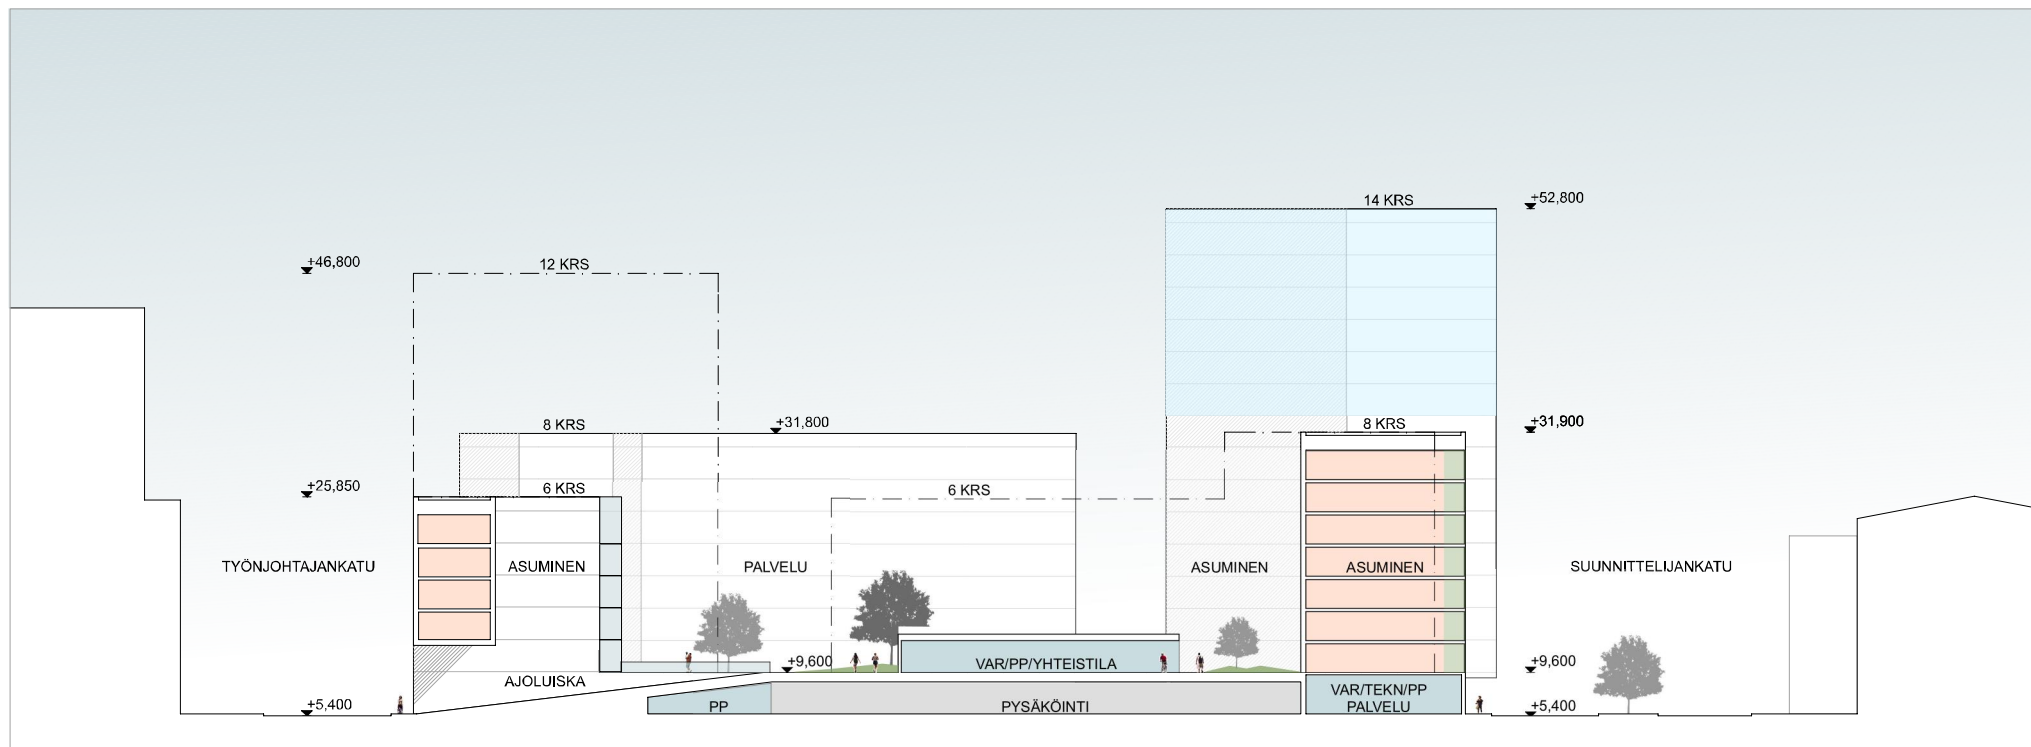 14 KRS
+52,800
+46,800
12 KRS
8 KRS
+31,800
8 KRS
+31,900
+25,850
6 KRS
6 KRS
TYÖNJOHTAJANKATU
ASUMINEN
PALVELU
ASUMINEN
ASUMINEN
SUUNNITTELIJANKATU
+9,600
VAR/PP/YHTEISTILA
+9,600
AJOLUISKA
VAR/TEKN/PP
PALVELU
+5,400
PP
PYSÄKÖINTI
+5,400